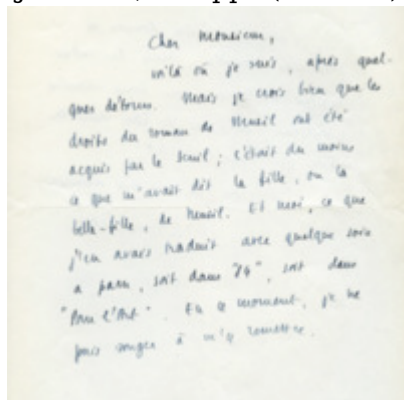 Cher Monsieur,
voilà où je suis, après quel-
ques détours. Mais je crois bien que les
droits du roman de Musil ont été
acquis par le Seuil ; c'était du moins
ce que m'avait dit la fille, ou la
belle-fille, de Musil. Et moi, ce que
j'en avais traduit avec quelque soin
a paru, soit dans 84", soit dans
"Pour l'Art". En ce moment, je ne
puis songer à m'y remettre.